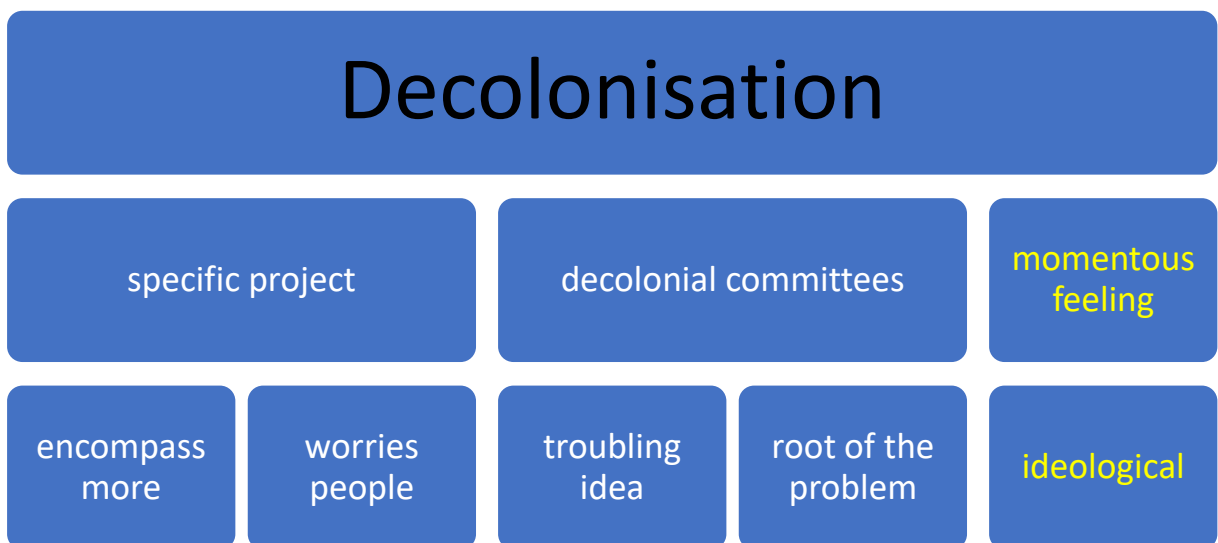 Decolonisation
specific project
decolonial committees
momentous
feeling
encompass
more
worries
people
troubling
idea
root of the
problem
ideological